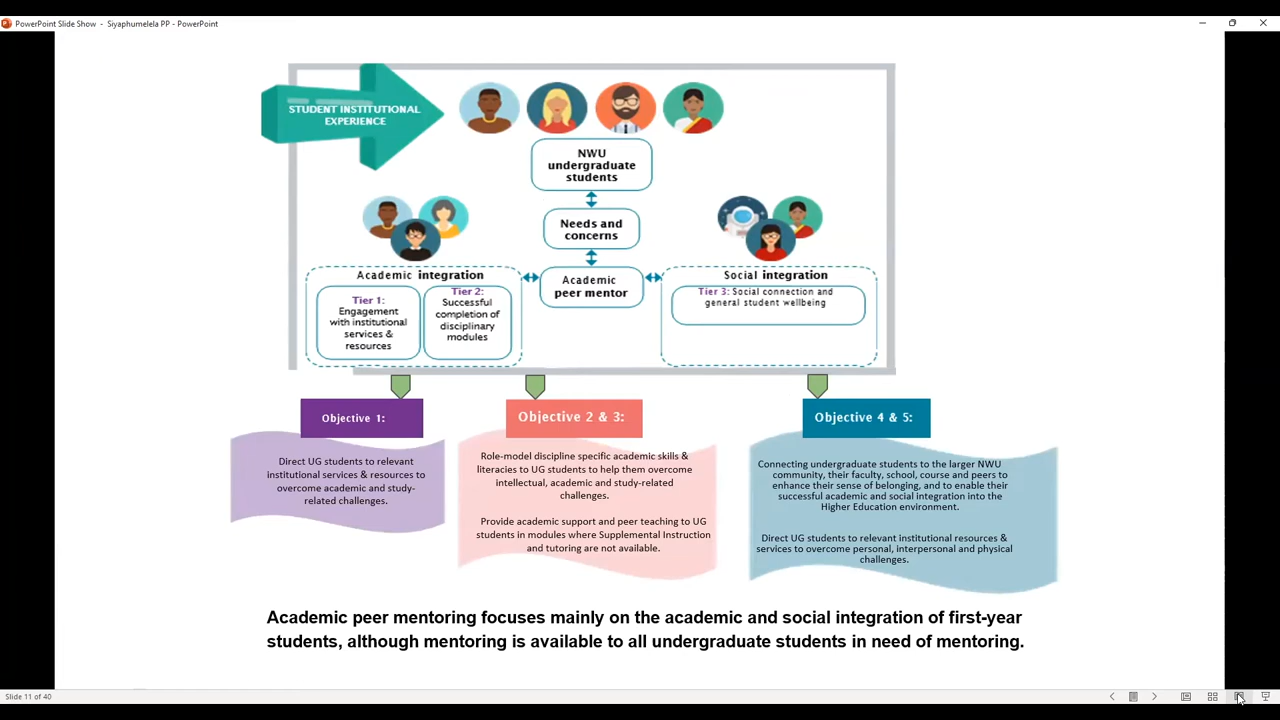 PowerPoint Slide Show - Siyaphumelela PP - PowerPoint
STUDENT INSTITUTIONAL
EXPERIENCE
NWU
undergraduate
students
Needs and
concerns
Academic integration
Academic
peer mentor
Social integration
Tier 1:
Engagement
with institutional
services &
resources
Tier 2:
Successful
completion of
disciplinary
modules
Tier 3: Social connection and
general student wellbeing
Objective 1:
Direct UG students to relevant
institutional services & resources to
overcome academic and study-
related challenges.
Objective 2 & 3:
Role-model discipline specific academic skills &
literacies to UG students to help them overcome
intellectual, academic and study-related
challenges.
Provide academic support and peer teaching to UG
students in modules where Supplemental Instruction
and tutoring are not available.
Objective 4 & 5:
Connecting undergraduate students to the larger NWU
community, their faculty, school, course and peers to
enhance their sense of belonging, and to enable their
successful academic and social integration into the
Higher Education environment.
Direct UG students to relevant institutional resources &
services to overcome personal, interpersonal and physical
challenges.
Academic peer mentoring focuses mainly on the academic and social integration of first-year
students, although mentoring is available to all undergraduate students in need of mentoring.
Slide 11 of 40